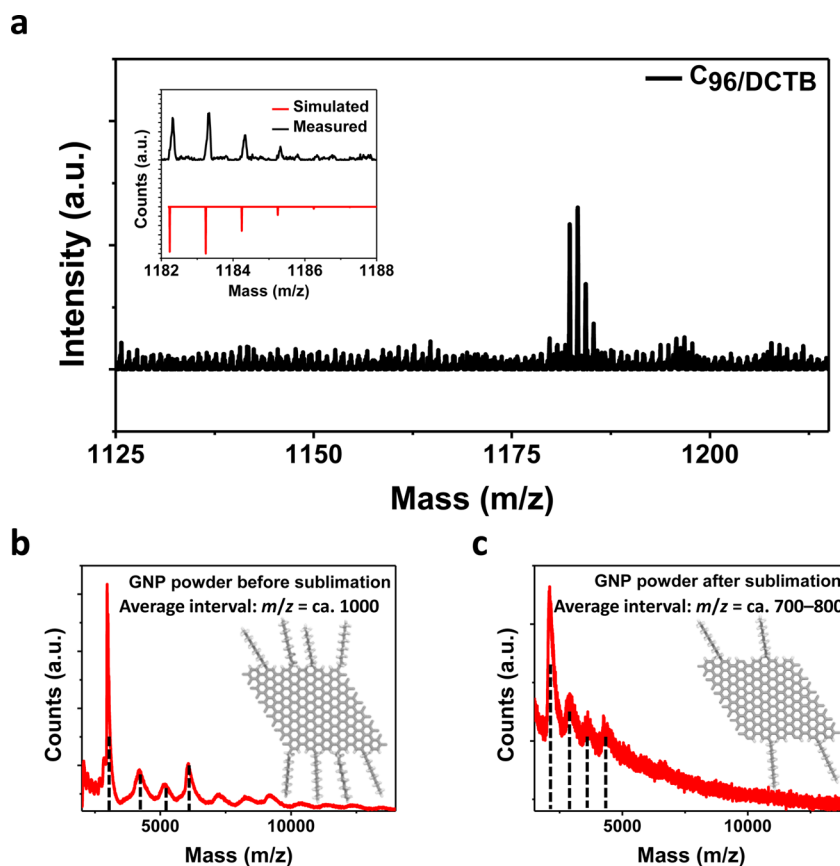 a
C96/DCTB
Simulated
Measured
Counts (a.u.)
1182 1184 1186 1188
Mass (m/z)
Intensity (a.u.)
1125 1150 1175 1200
Mass (m/z)
b
GNP powder before sublimation
Average interval: m/z = ca. 1000
Counts (a.u.)
5000 10000
Mass (m/z)
c
GNP powder after sublimation
Average interval: m/z = ca. 700–800
Counts (a.u.)
5000 10000
Mass (m/z)